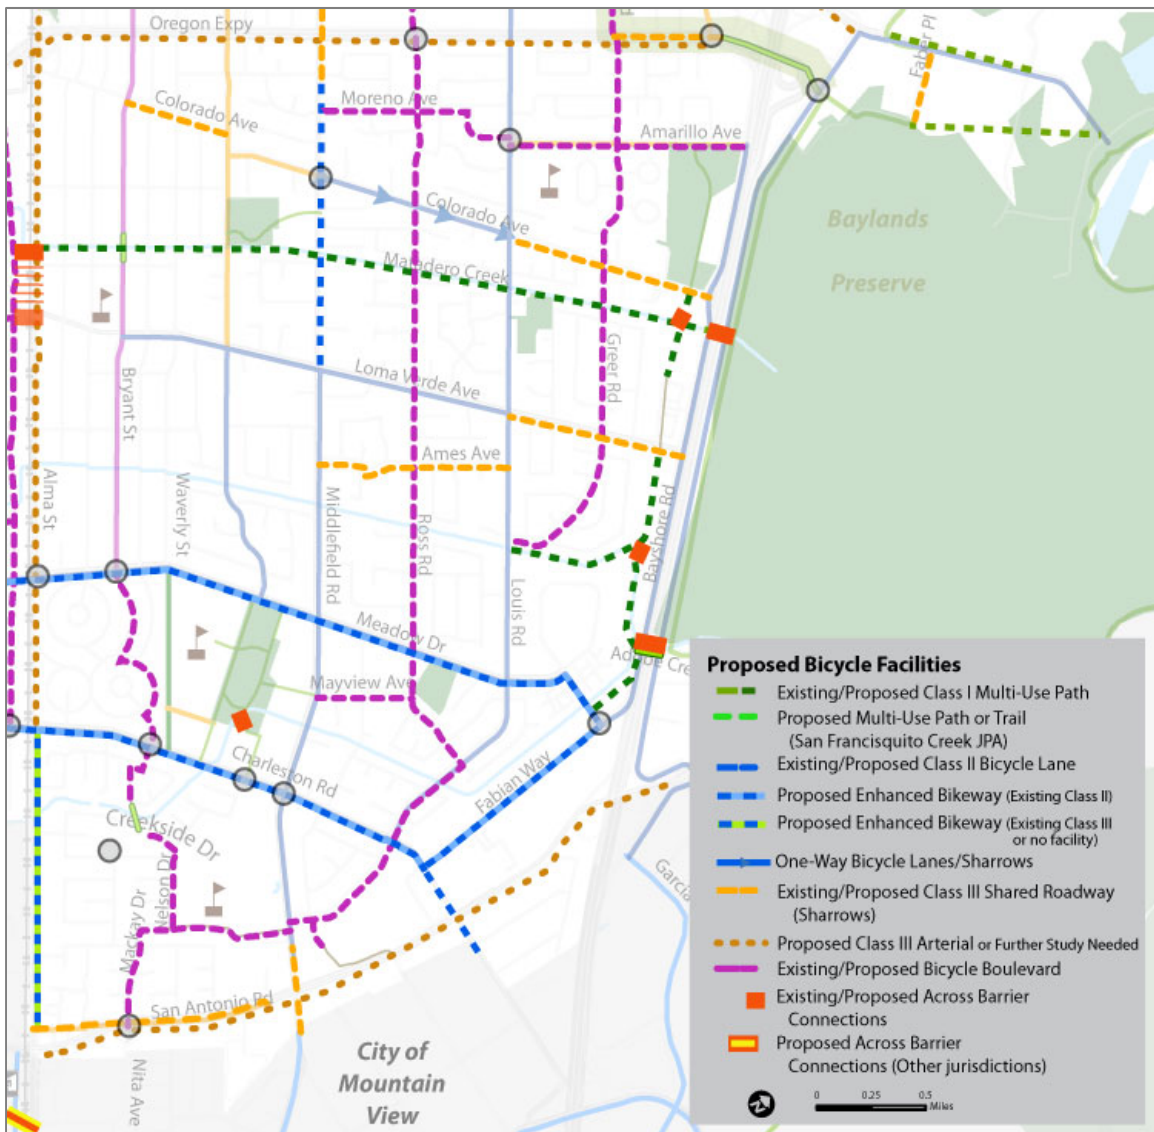 Oregon Expy
Faber Pl
Colorado Ave
Moreno Ave
Amarillo Ave
Colorado Ave
Baylands
Preserve
Matadero Creek
Greer Rd
Loma Verde Ave
Bryant St
Ames Ave
Alma St
Waverly St
Middlefield Rd
Ross Rd
Louis Rd
Bayshore Rd
Meadow Dr
Adobe Cre
Mayview Ave
Charleston Rd
Fabian Way
Creekside Dr
Nelson Dr
Mackay Dr
Garcia
San Antonio Rd
Nita Ave
City of
Mountain
View
Proposed Bicycle Facilities
Existing/Proposed Class I Multi-Use Path
Proposed Multi-Use Path or Trail
(San Francisquito Creek JPA)
Existing/Proposed Class II Bicycle Lane
Proposed Enhanced Bikeway (Existing Class II)
Proposed Enhanced Bikeway (Existing Class III
or no facility)
One-Way Bicycle Lanes/Sharrows
Existing/Proposed Class III Shared Roadway
(Sharrows)
Proposed Class III Arterial or Further Study Needed
Existing/Proposed Bicycle Boulevard
Existing/Proposed Across Barrier
Connections
Proposed Across Barrier
Connections (Other jurisdictions)
0 0.25 0.5
Miles